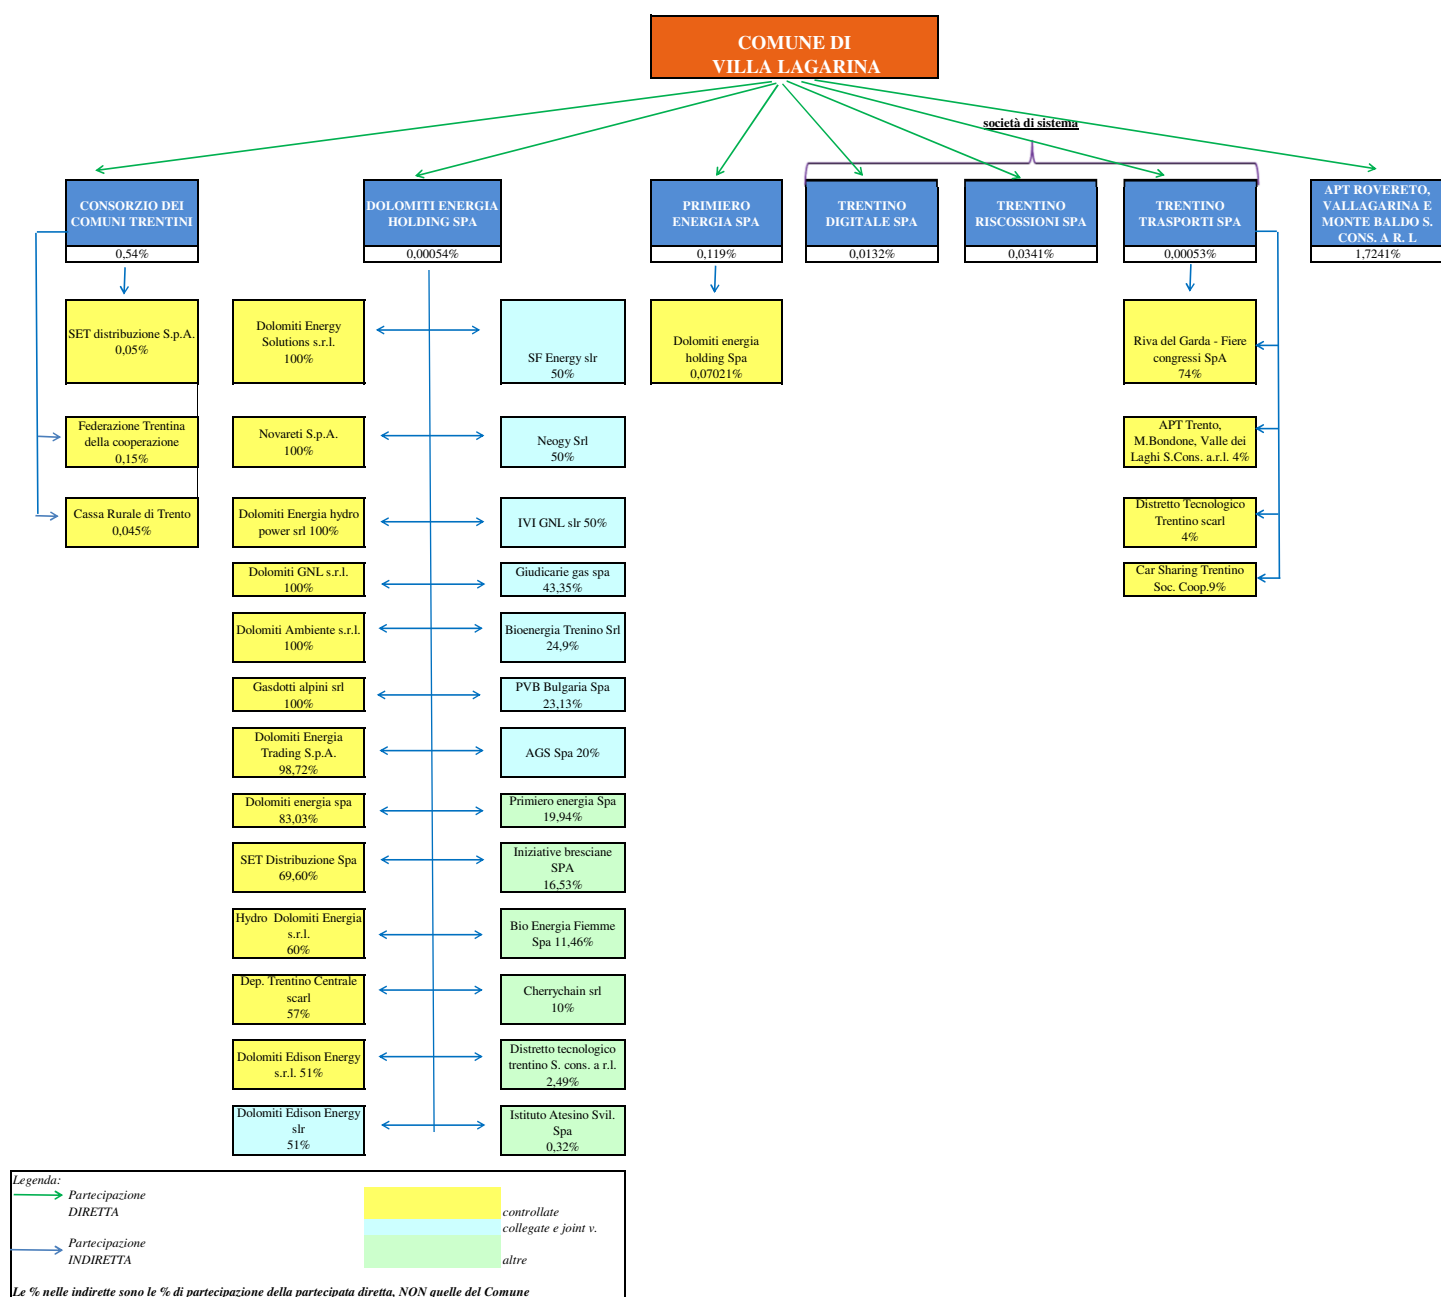 COMUNE DI
VILLA LAGARINA
società di sistema
CONSORZIO DEI
COMUNI TRENTINI
0,54%
DOLOMITI ENERGIA
HOLDING SPA
0,00054%
PRIMIERO
ENERGIA SPA
0,119%
TRENTINO
DIGITALE SPA
0,0132%
TRENTINO
RISCOSSIONI SPA
0,0341%
TRENTINO
TRASPORTI SPA
0,00053%
APT ROVERETO,
VALLAGARINA E
MONTE BALDO S.
CONS. A R. L
1,7241%
SET distribuzione S.p.A.
0,05%
Federazione Trentina
della cooperazione
0,15%
Cassa Rurale di Trento
0,045%
Dolomiti Energy
Solutions s.r.l.
100%
SF Energy slr
50%
Novareti S.p.A.
100%
Neogy Srl
50%
Dolomiti Energia hydro
power srl 100%
IVI GNL slr 50%
Dolomiti GNL s.r.l.
100%
Giudicarie gas spa
43,35%
Dolomiti Ambiente s.r.l.
100%
Bioenergia Trenino Srl
24,9%
Gasdotti alpini srl
100%
PVB Bulgaria Spa
23,13%
Dolomiti Energia
Trading S.p.A.
98,72%
AGS Spa 20%
Dolomiti energia spa
83,03%
Primiero energia Spa
19,94%
SET Distribuzione Spa
69,60%
Iniziative bresciane
SPA
16,53%
Hydro  Dolomiti Energia
s.r.l.
60%
Bio Energia Fiemme
Spa 11,46%
Dep. Trentino Centrale
scarl
57%
Cherrychain srl
10%
Dolomiti Edison Energy
s.r.l. 51%
Distretto tecnologico
trentino S. cons. a r.l.
2,49%
Dolomiti Edison Energy
slr
51%
Istituto Atesino Svil.
Spa
0,32%
Dolomiti energia
holding Spa
0,07021%
Riva del Garda - Fiere
congressi SpA
74%
APT Trento,
M.Bondone, Valle dei
Laghi S.Cons. a.r.l. 4%
Distretto Tecnologico
Trentino scarl
4%
Car Sharing Trentino
Soc. Coop.9%
Legenda:
Partecipazione
DIRETTA
controllate
collegate e joint v.
Partecipazione
INDIRETTA
altre
Le % nelle indirette sono le % di partecipazione della partecipata diretta, NON quelle del Comune